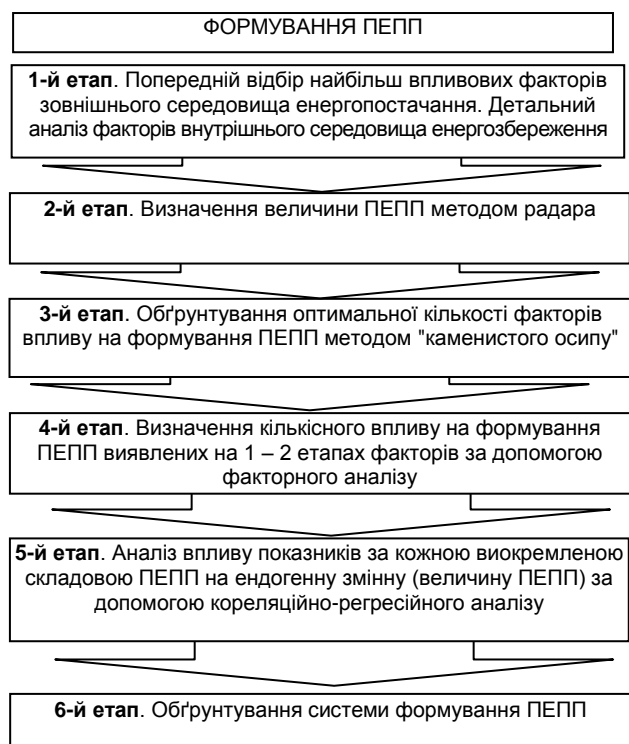 ФОРМУВАННЯ ПЕПП
1-й етап. Попередній відбір найбільш впливових факторів
зовнішнього середовища енергопостачання. Детальний
аналіз факторів внутрішнього середовища енергозбереження
2-й етап. Визначення величини ПЕПП методом радара
3-й етап. Обґрунтування оптимальної кількості факторів
впливу на формування ПЕПП методом "каменистого осипу"
4-й етап. Визначення кількісного впливу на формування
ПЕПП виявлених на 1 – 2 етапах факторів за допомогою
факторного аналізу
5-й етап. Аналіз впливу показників за кожною виокремленою
складовою ПЕПП на ендогенну змінну (величину ПЕПП) за
допомогою кореляційно-регресійного аналізу
6-й етап. Обґрунтування системи формування ПЕПП